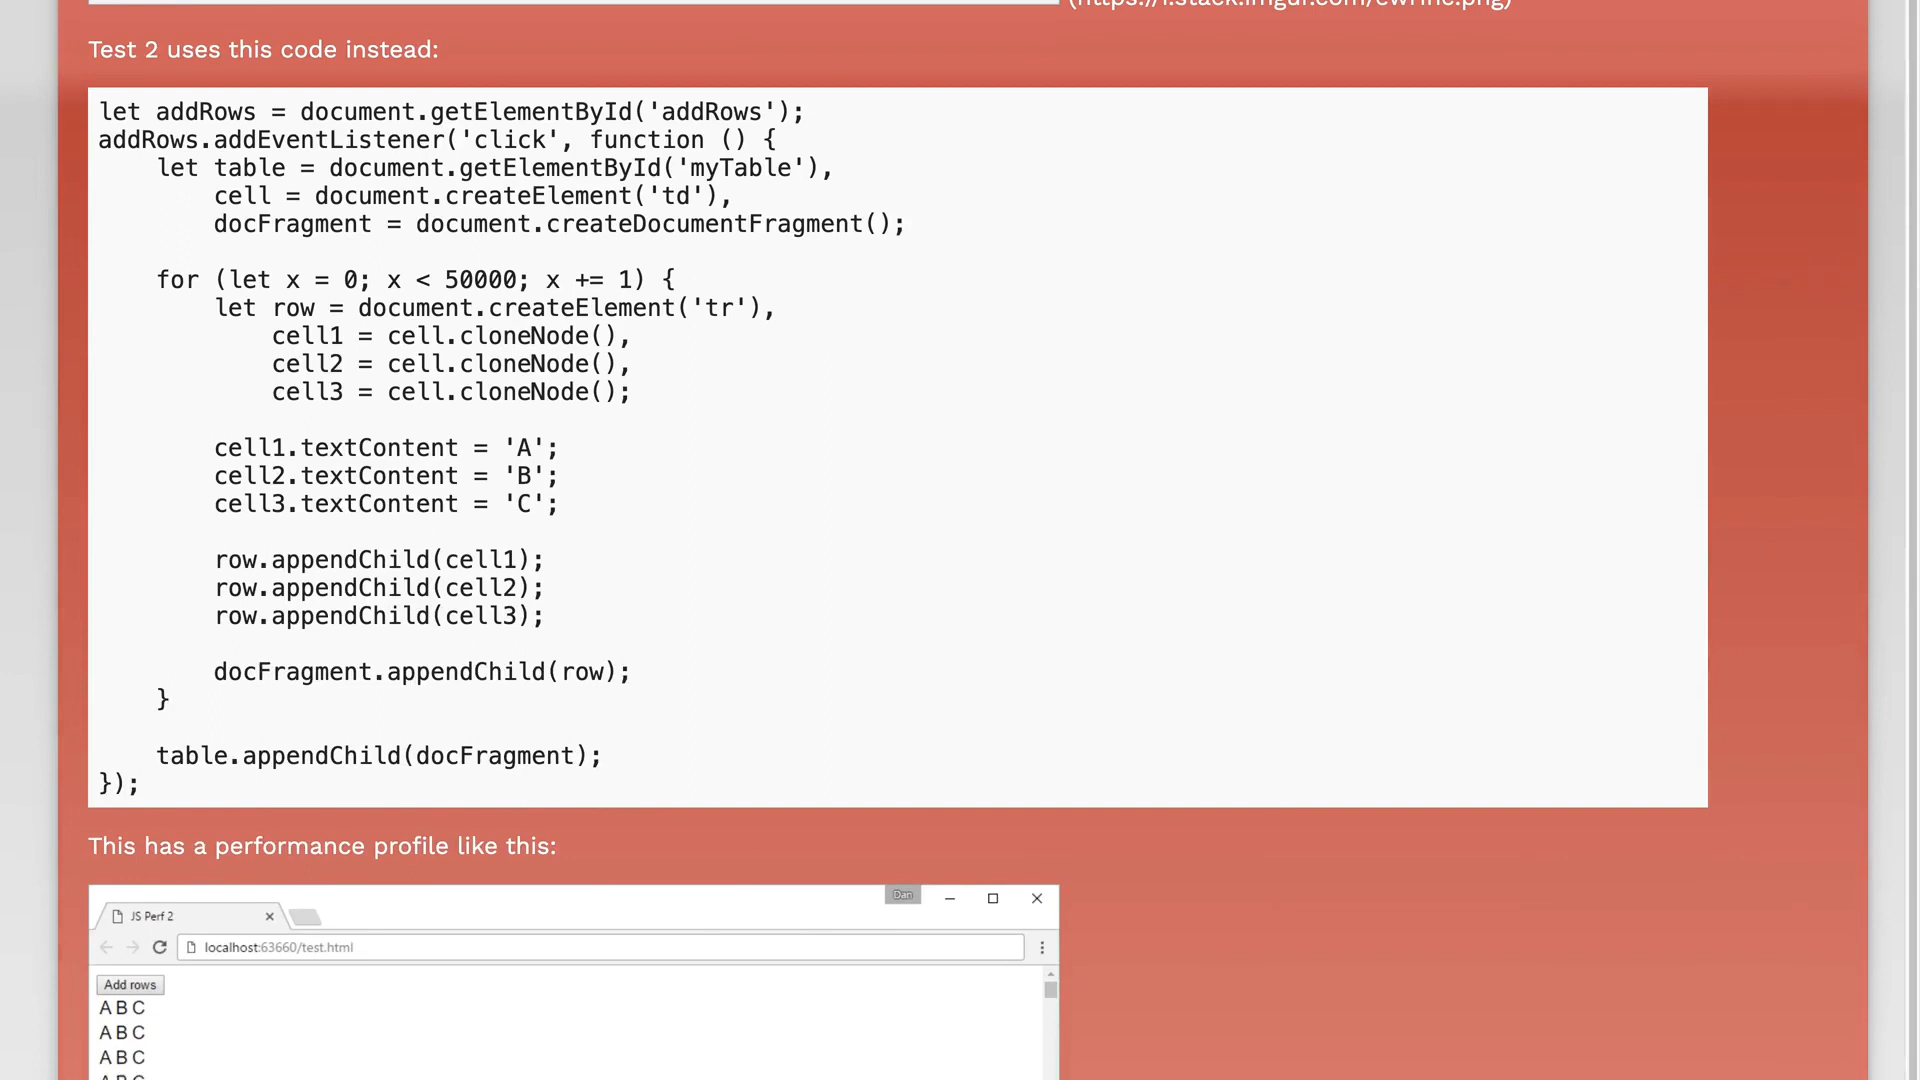 (https://i.stack.imgur.com/
Test 2 uses this code instead:
let addRows = document.getElementById('addRows');
addRows.addEventListener('click', function () {
    let table = document.getElementById('myTable'),
        cell = document.createElement('td'),
        docFragment = document.createDocumentFragment();
    for (let x = 0; x < 50000; x += 1) {
        let row = document.createElement('tr'),
            cell1 = cell.cloneNode(),
            cell2 = cell.cloneNode(),
            cell3 = cell.cloneNode();
        cell1.textContent = 'A';
        cell2.textContent = 'B';
        cell3.textContent = 'C';
        row.appendChild(cell1);
        row.appendChild(cell2);
        row.appendChild(cell3);
        docFragment.appendChild(row);
    }
    table.appendChild(docFragment);
});
This has a performance profile like this:
Dan
JS Perf 2
localhost:63660/test.html
Add rows
A B C
A B C
A B C